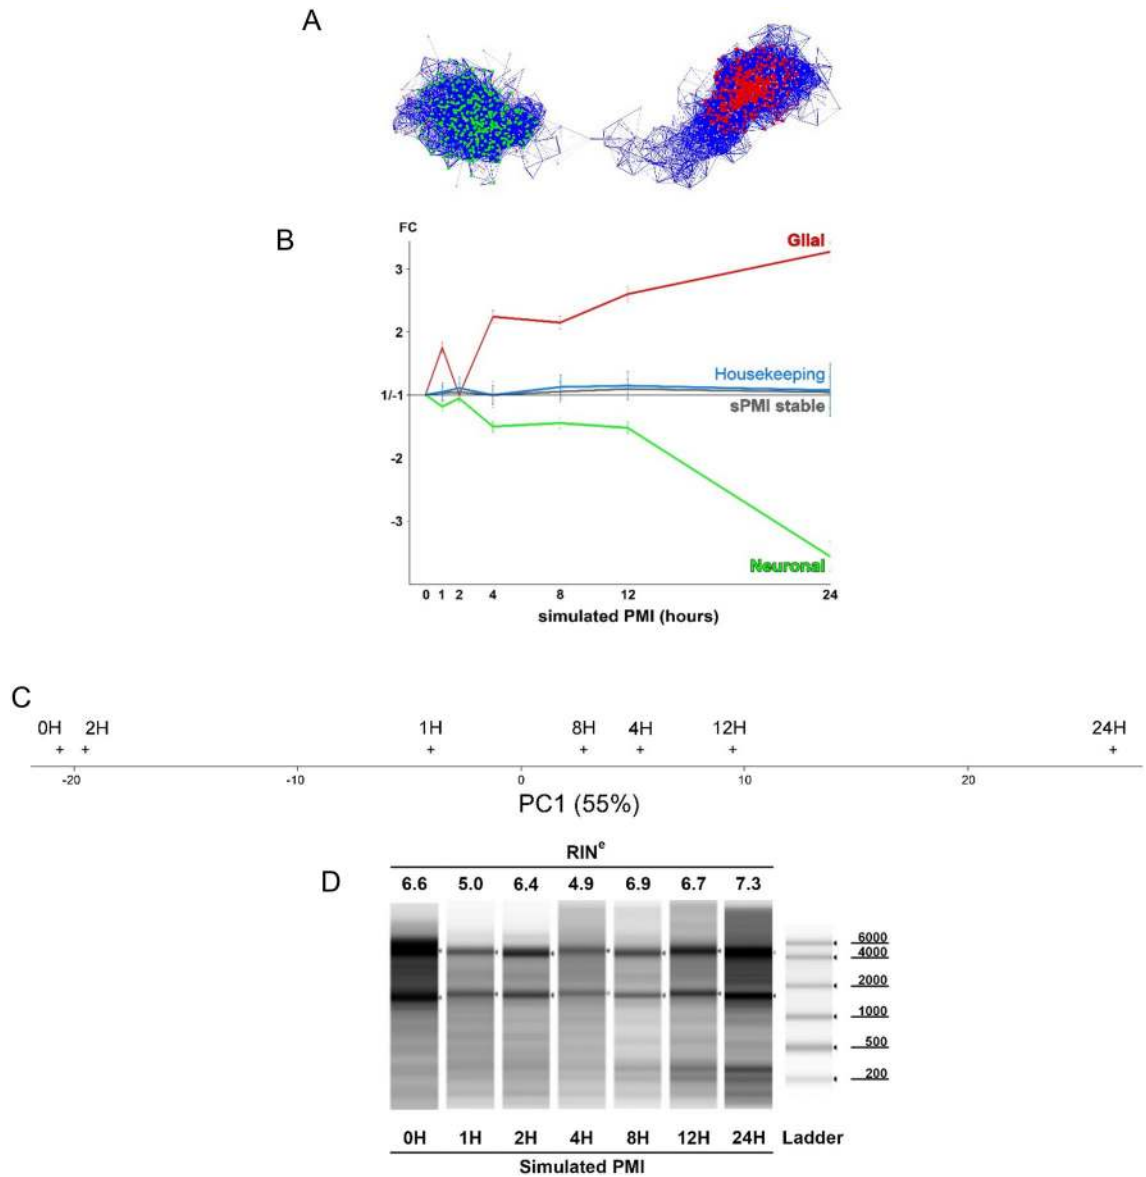 A
B
FC
Glial
3
2
Housekeeping
1/-1
sPMI stable
-2
-3
Neuronal
0 1 2 4 8 12 24
simulated PMI (hours)
C
0H 2H 1H 8H 4H 12H 24H
-20 -10 0 10 20
PC1 (55%)
RINe
D
6.6 5.0 6.4 4.9 6.9 6.7 7.3
6000
4000
2000
1000
500
200
0H 1H 2H 4H 8H 12H 24H Ladder
Simulated PMI